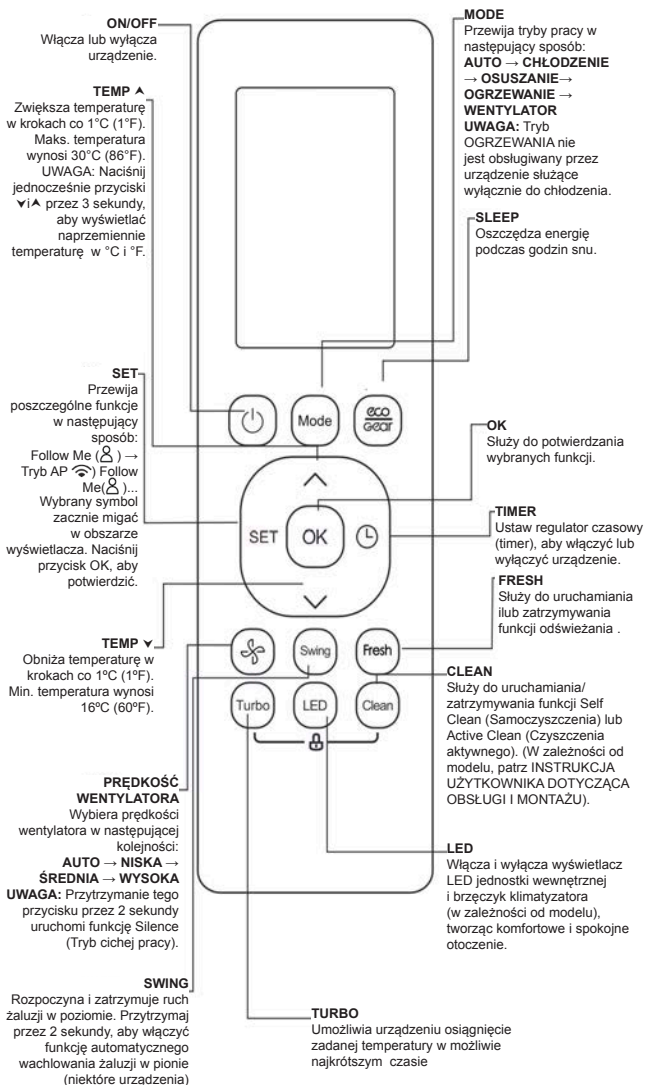 ON/OFF
Włącza lub wyłącza
urządzenie.
TEMP
Zwiększa temperaturę
w krokach co 1°C (1°F).
Maks. temperatura
wynosi 30°C (86°F).
UWAGA: Naciśnij
jednocześnie przyciski
i przez 3 sekundy,
aby wyświetlać
naprzemiennie
temperaturę w °C i °F.
SET
Przewija
poszczególne funkcje
w następujący
sposób:
Follow Me ( ) →
Tryb AP ) Follow
Me( )...
Wybrany symbol
zacznie migać
w obszarze
wyświetlacza. Naciśnij
przycisk OK, aby
potwierdzić.
TEMP
Obniża temperaturę w
krokach co 1ºC (1ºF).
Min. temperatura wynosi
16ºC (60ºF).
PRĘDKOŚĆ
WENTYLATORA
Wybiera prędkości
wentylatora w następującej
kolejności:
AUTO → NISKA →
ŚREDNIA → WYSOKA
UWAGA: Przytrzymanie tego
przycisku przez 2 sekundy
uruchomi funkcję Silence
(Tryb cichej pracy).
SWING
Rozpoczyna i zatrzymuje ruch
żaluzji w poziomie. Przytrzymaj
przez 2 sekundy, aby włączyć
funkcję automatycznego
wachlowania żaluzji w pionie
(niektóre urządzenia)
Mode
eco
Gear
SET
OK
Swing
Fresh
Turbo
LED
Clean
MODE
Przewija tryby pracy w
następujący sposób:
AUTO → CHŁODZENIE
→ OSUSZANIE→
OGRZEWANIE →
WENTYLATOR
UWAGA: Tryb
OGRZEWANIA nie
jest obsługiwany przez
urządzenie służące
wyłącznie do chłodzenia.
SLEEP
Oszczędza energię
podczas godzin snu.
OK
Służy do potwierdzania
wybranych funkcji.
TIMER
Ustaw regulator czasowy
(timer), aby włączyć lub
wyłączyć urządzenie.
FRESH
Służy do uruchamiania
ilub zatrzymywania
funkcji odświeżania .
CLEAN
Służy do uruchamiania/
zatrzymywania funkcji Self
Clean (Samoczyszczenia) lub
Active Clean (Czyszczenia
aktywnego). (W zależności od
modelu, patrz INSTRUKCJA
UŻYTKOWNIKA DOTYCZĄCA
OBSŁUGI I MONTAŻU).
LED
Włącza i wyłącza wyświetlacz
LED jednostki wewnętrznej
i brzęczyk klimatyzatora
(w zależności od modelu),
tworząc komfortowe i spokojne
otoczenie.
TURBO
Umożliwia urządzeniu osiągnięcie
zadanej temperatury w możliwie
najkrótszym czasie